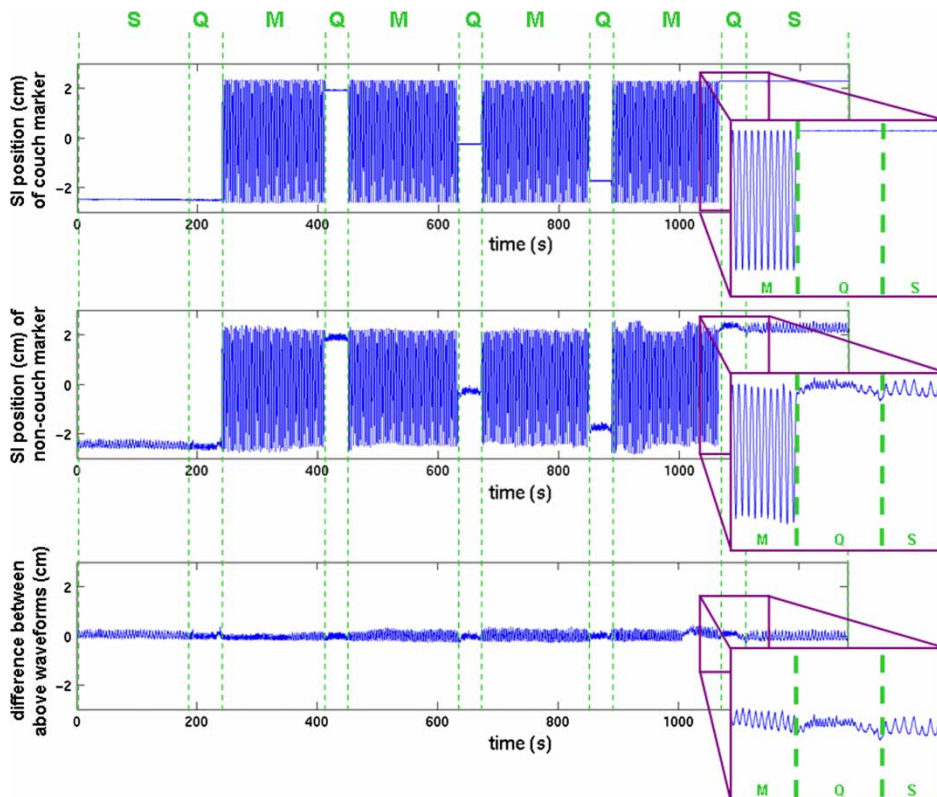 S Q M Q M Q M Q M Q S
SI position (cm)
of couch marker
2
0
-2
0 200 400 600 800 1000
time (s)
M Q S
SI position (cm) of
non-couch marker
2
0
-2
0 200 400 600 800 1000
time (s)
M Q S
difference between
above waveforms (cm)
2
0
-2
0 200 400 600 800 1000
time (s)
M Q S